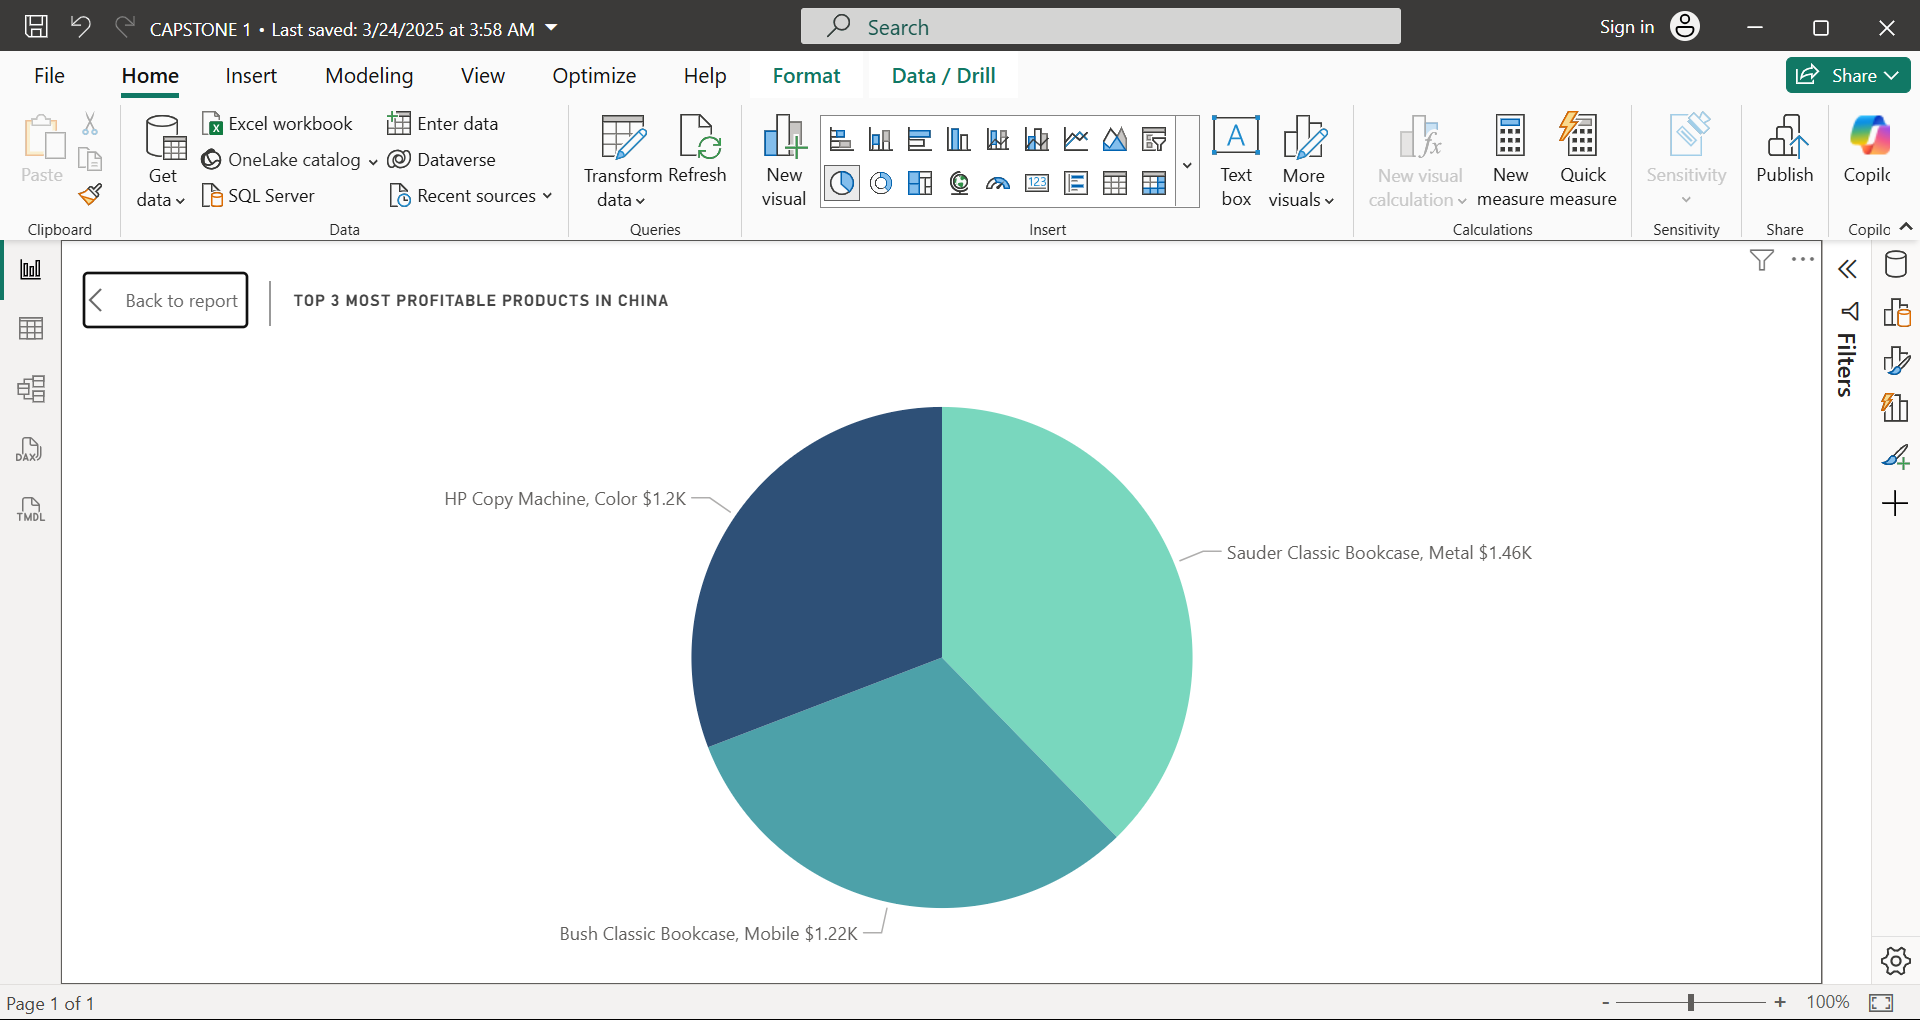 CAPSTONE 1 • Last saved: 3/24/2025 at 3:58 AM
Search
Sign in
File Home Insert Modeling View Optimize Help Format Data / Drill
Share
Paste
Clipboard
Get data
Excel workbook
OneLake catalog
SQL Server
Enter data
Dataverse
Recent sources
Data
Transform data
Refresh
Queries
New visual
123
A
Text box
More visuals
Insert
fx
New visual calculation
New measure
Quick measure
Calculations
Sensitivity
Sensitivity
Publish
Share
Copilc
Copilc
DAX
TMDL
Back to report
TOP 3 MOST PROFITABLE PRODUCTS IN CHINA
HP Copy Machine, Color $1.2K
Sauder Classic Bookcase, Metal $1.46K
Bush Classic Bookcase, Mobile $1.22K
Filters
Page 1 of 1
- + 100%